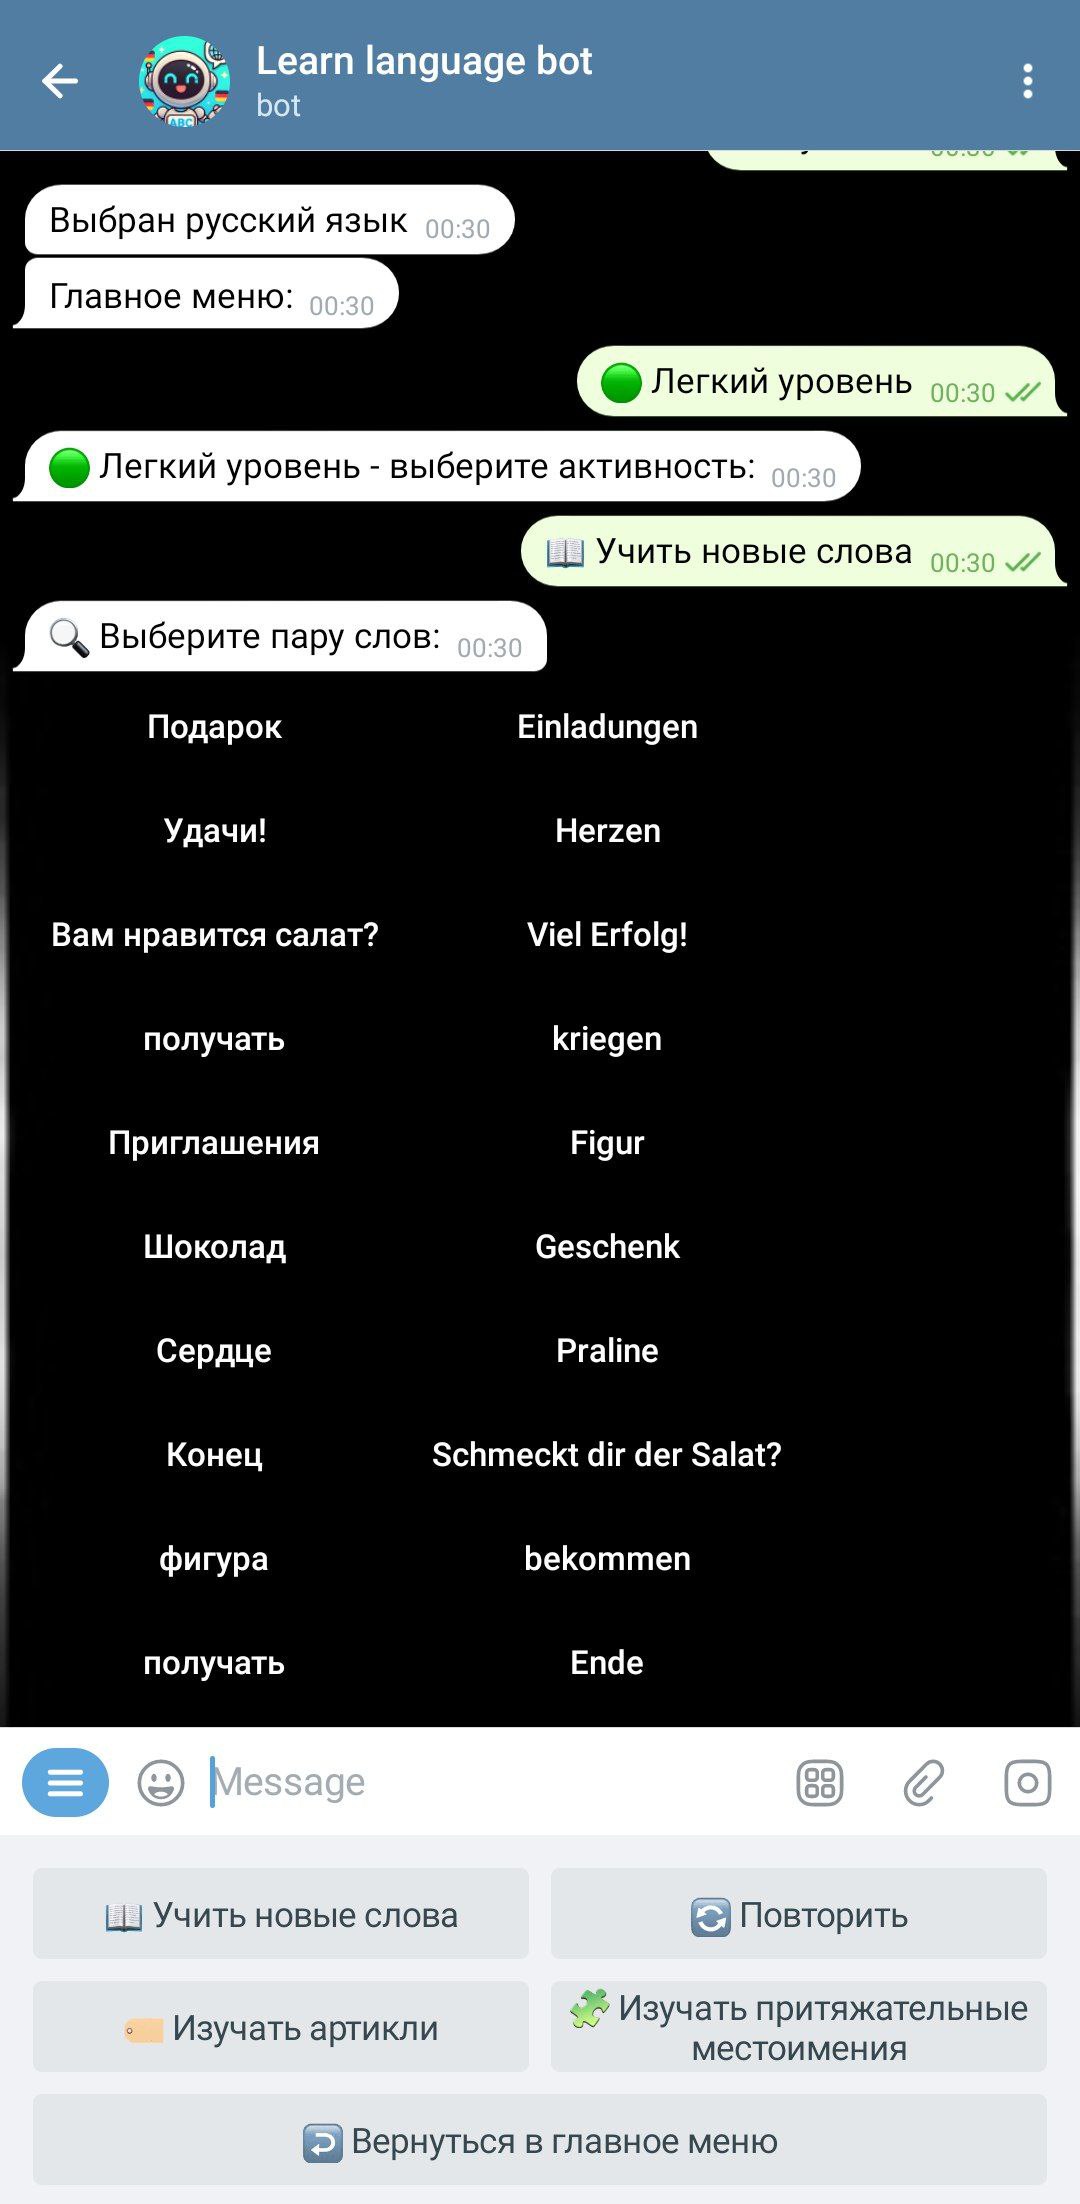 Learn language bot
bot
ABC
Выбран русский язык 00:30
Главное меню: 00:30
Легкий уровень 00:30
Легкий уровень - выберите активность: 00:30
Учить новые слова 00:30
Выберите пару слов: 00:30
Подарок Einladungen
Удачи! Herzen
Вам нравится салат? Viel Erfolg!
получать kriegen
Приглашения Figur
Шоколад Geschenk
Сердце Praline
Конец Schmeckt dir der Salat?
фигура bekommen
получать Ende
Message
Учить новые слова Повторить
Изучать артикли Изучать притяжательные
местоимения
Вернуться в главное меню